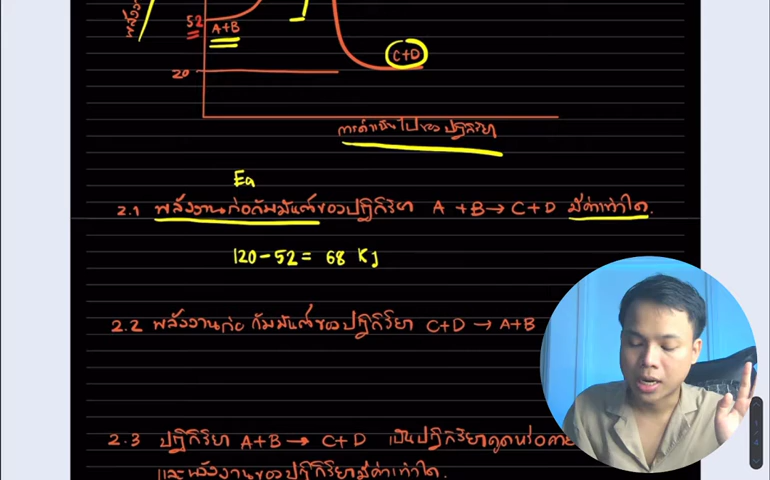 52
A+B
C+D
20
การดำเนินไปของปฏิกิริยา
Ea
2.1 พลังงานก่อกัมมันต์ของปฏิกิริยา A + B → C + D มีค่าเท่าใด.
120 - 52 = 68 KJ
2.2 พลังงานก่อกัมมันต์ของปฏิกิริยา C+D → A+B
2.3 ปฏิกิริยา A+B → C+D เป็นปฏิกิริยาดูดหรือคาย
และพลังงานของปฏิกิริยามีค่าเท่าใด.